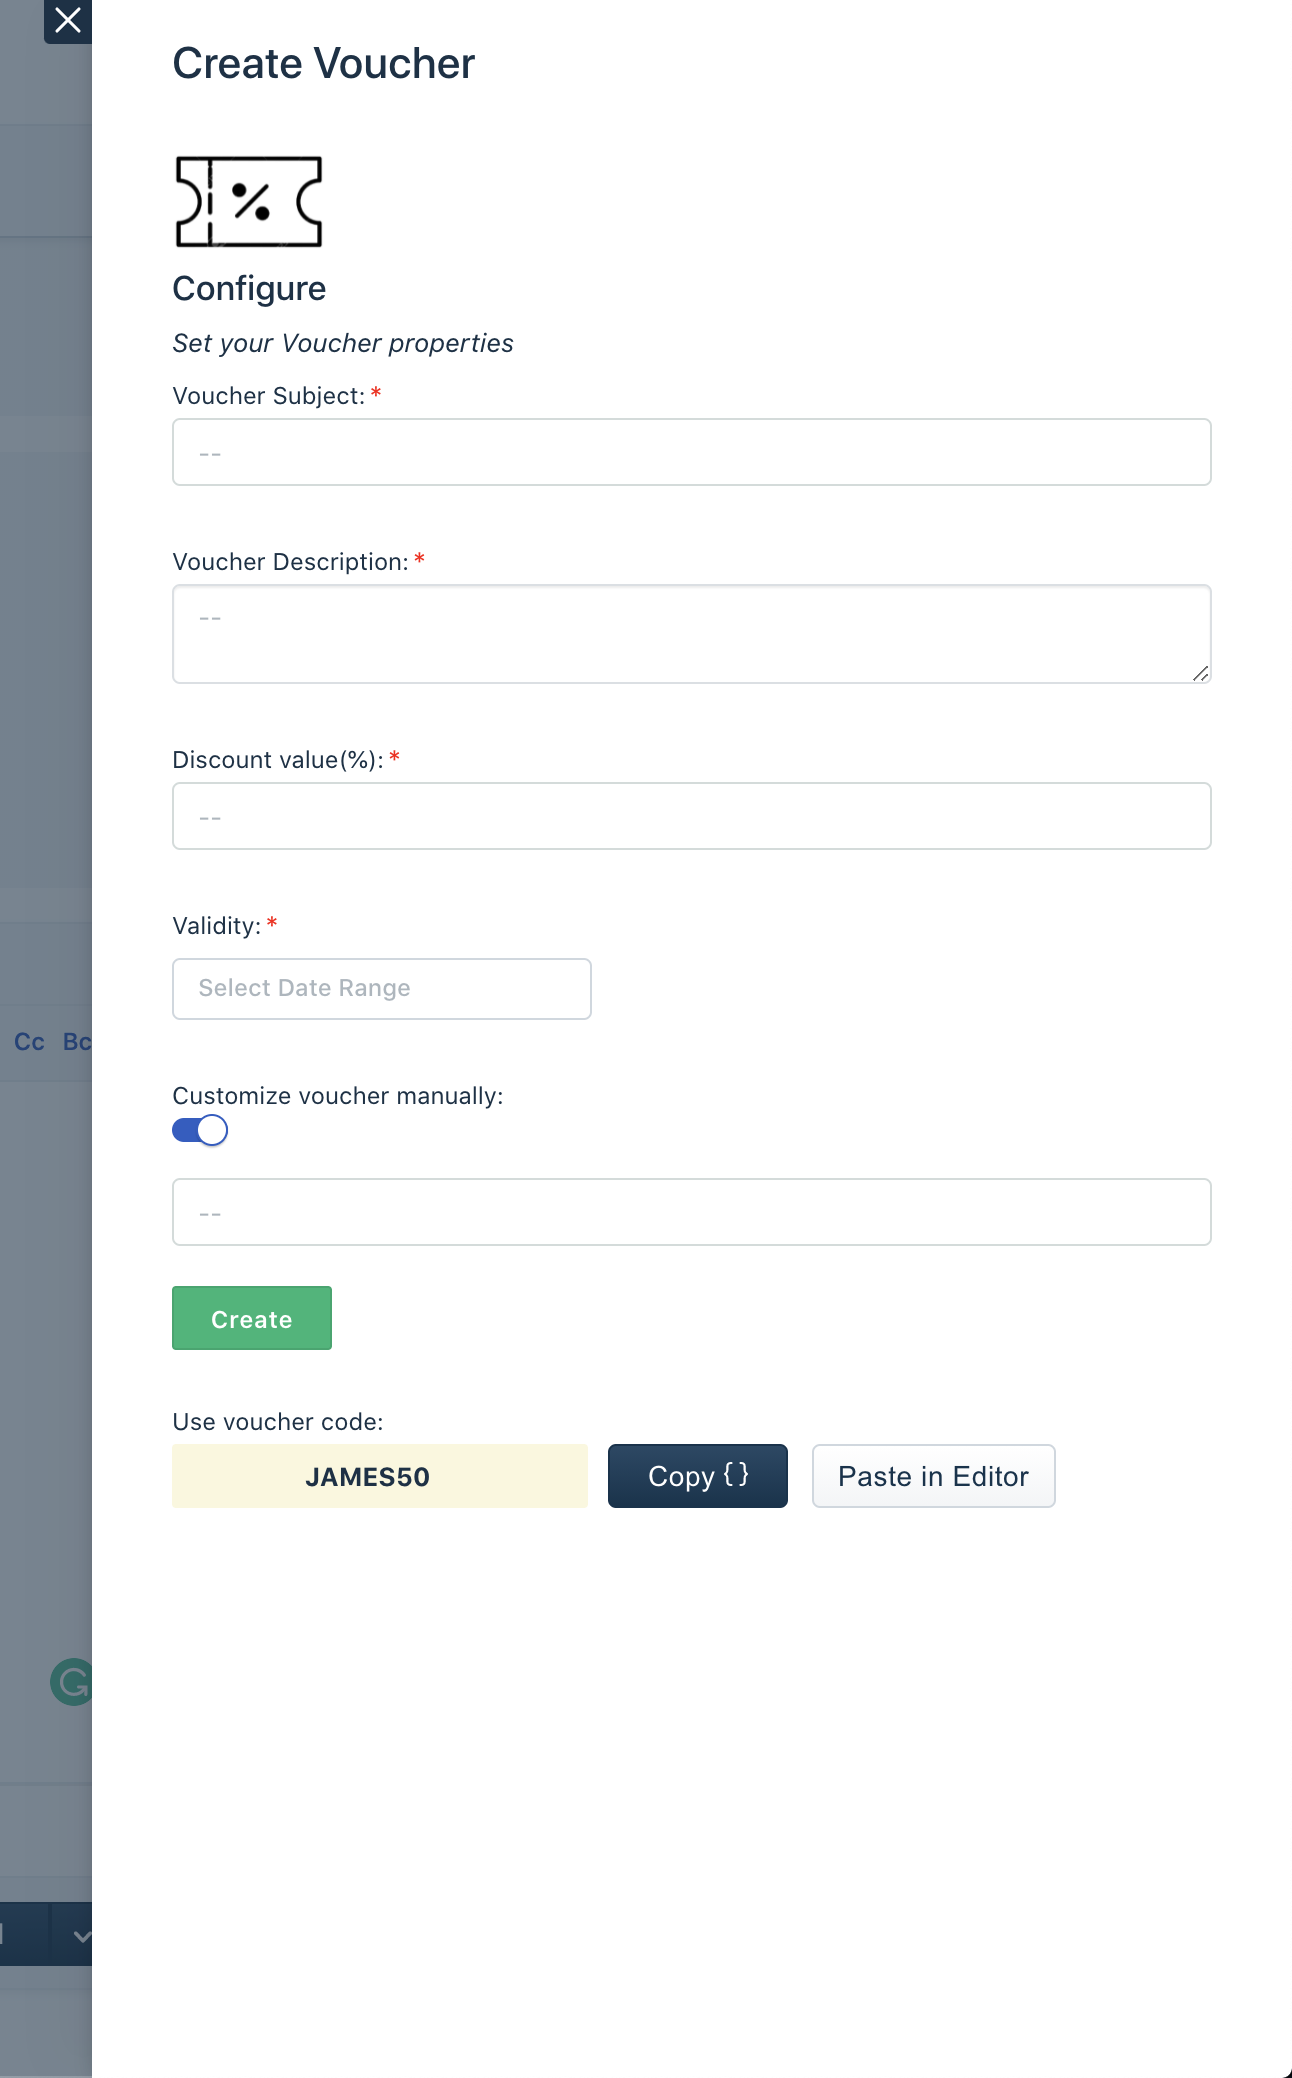 Create Voucher
%
Configure
Set your Voucher properties
Voucher Subject: *
--
Voucher Description: *
--
Discount value(%): *
--
Validity: *
Select Date Range
Cc Bc
Customize voucher manually:
--
Create
Use voucher code:
JAMES50 Copy {} Paste in Editor